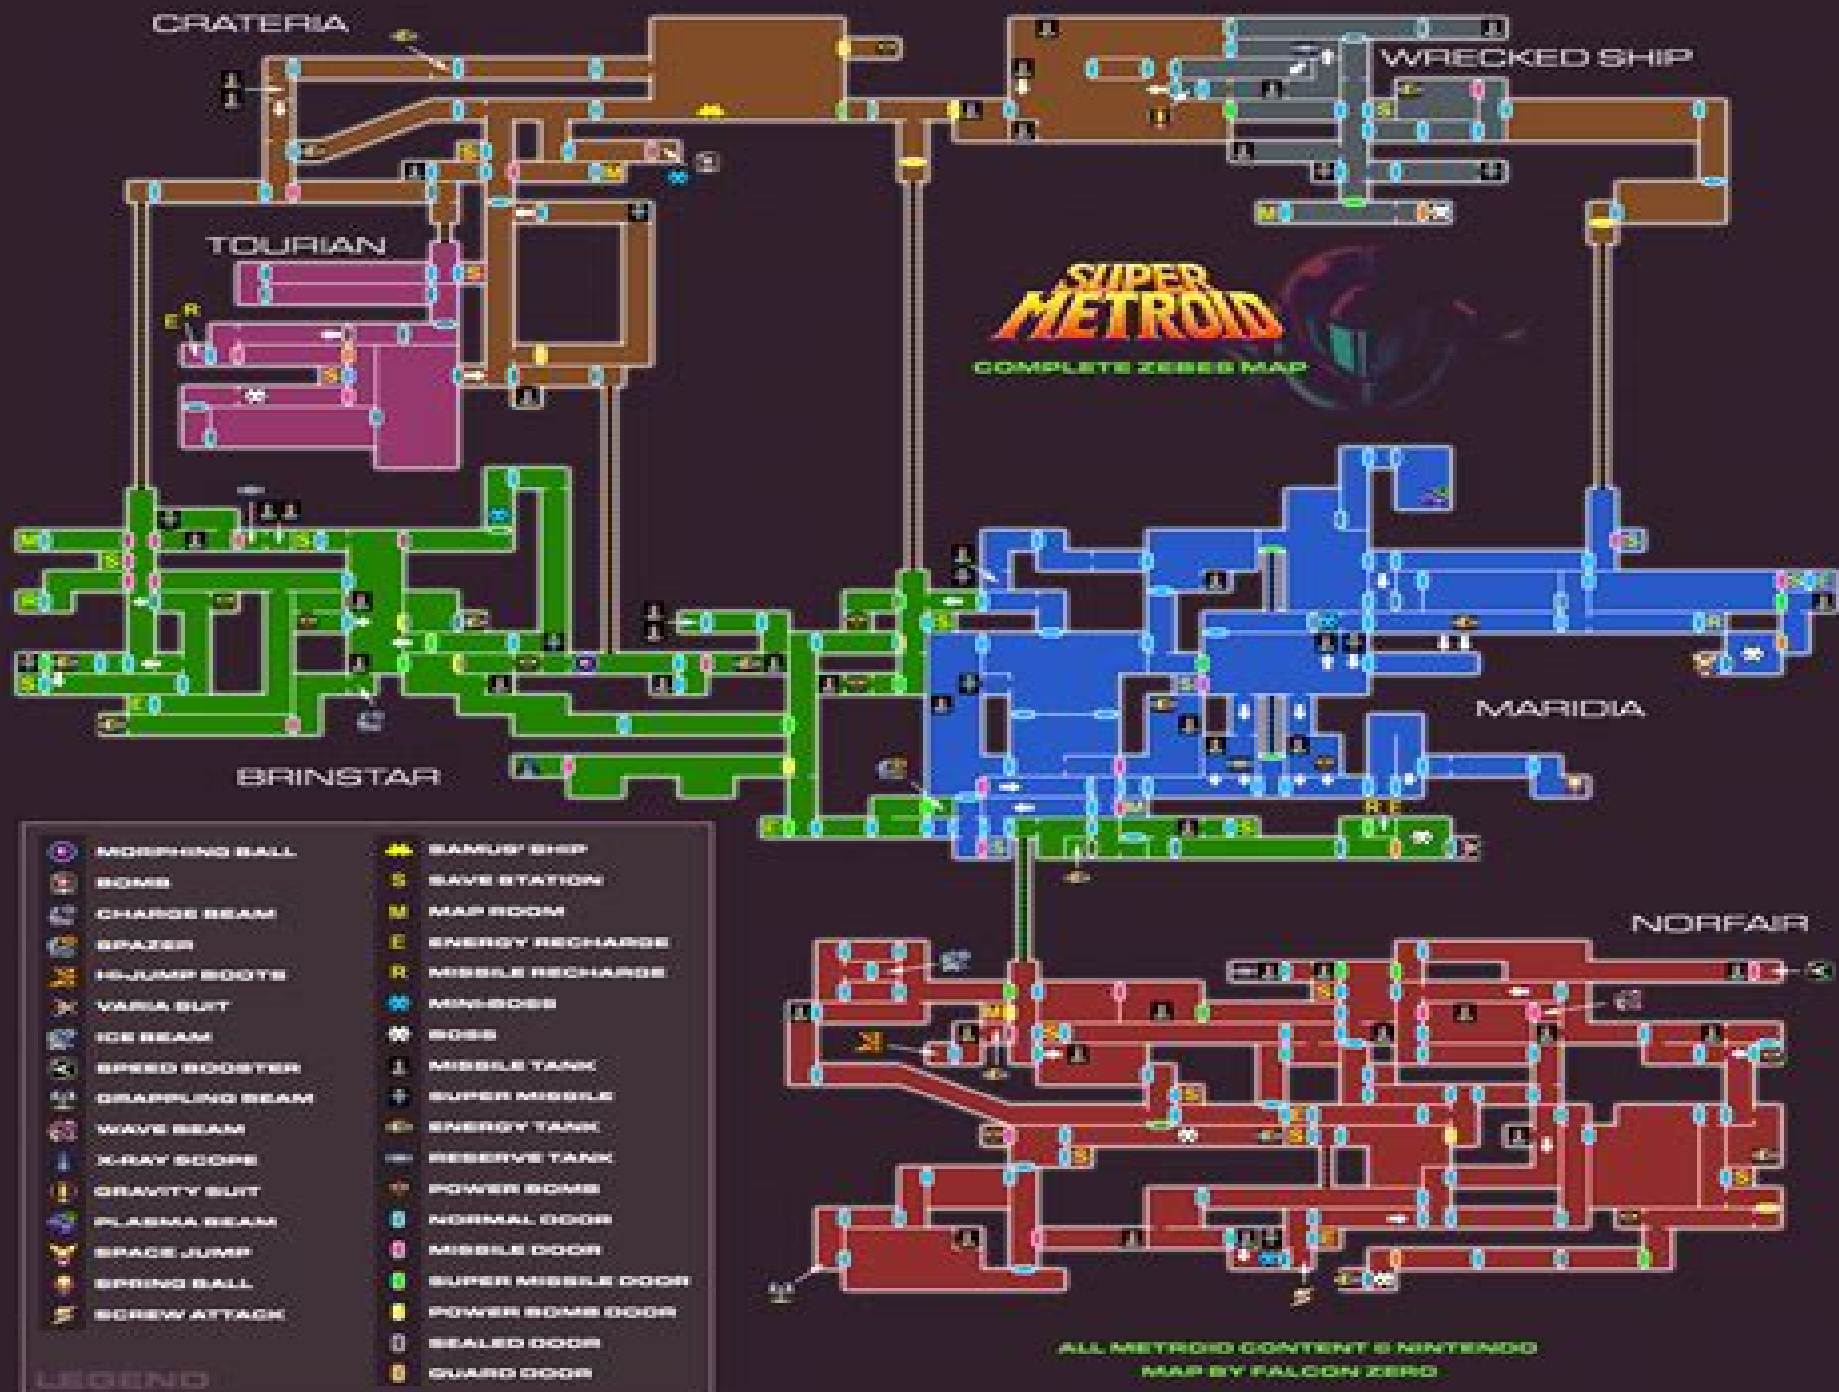 CRATERIA
WRECKED SHIP
TOURIAN
SUPER
METROID
COMPLETE ZEBES MAP
MARIDIA
BRINSTAR
NORFAIR
MORPHING BALL
BOMB
CHARGE BEAM
SPAZER
HI-JUMP BOOTS
VARIA SUIT
ICE BEAM
SPEED BOOSTER
GRAPPLING BEAM
WAVE BEAM
X-RAY SCOPE
GRAVITY SUIT
PLASMA BEAM
SPACE JUMP
SPRING BALL
SCREW ATTACK
SAMUS' SHIP
S SAVE STATION
M MAP ROOM
E ENERGY RECHARGE
R MISSILE RECHARGE
MINI-BOSS
BOSS
MISSILE TANK
SUPER MISSILE
ENERGY TANK
RESERVE TANK
POWER BOMB
NORMAL DOOR
MISSILE DOOR
SUPER MISSILE DOOR
POWER BOMB DOOR
SEALED DOOR
GUARD DOOR
LEGEND
ALL METROID CONTENT © NINTENDO
MAP BY FALCON ZERO